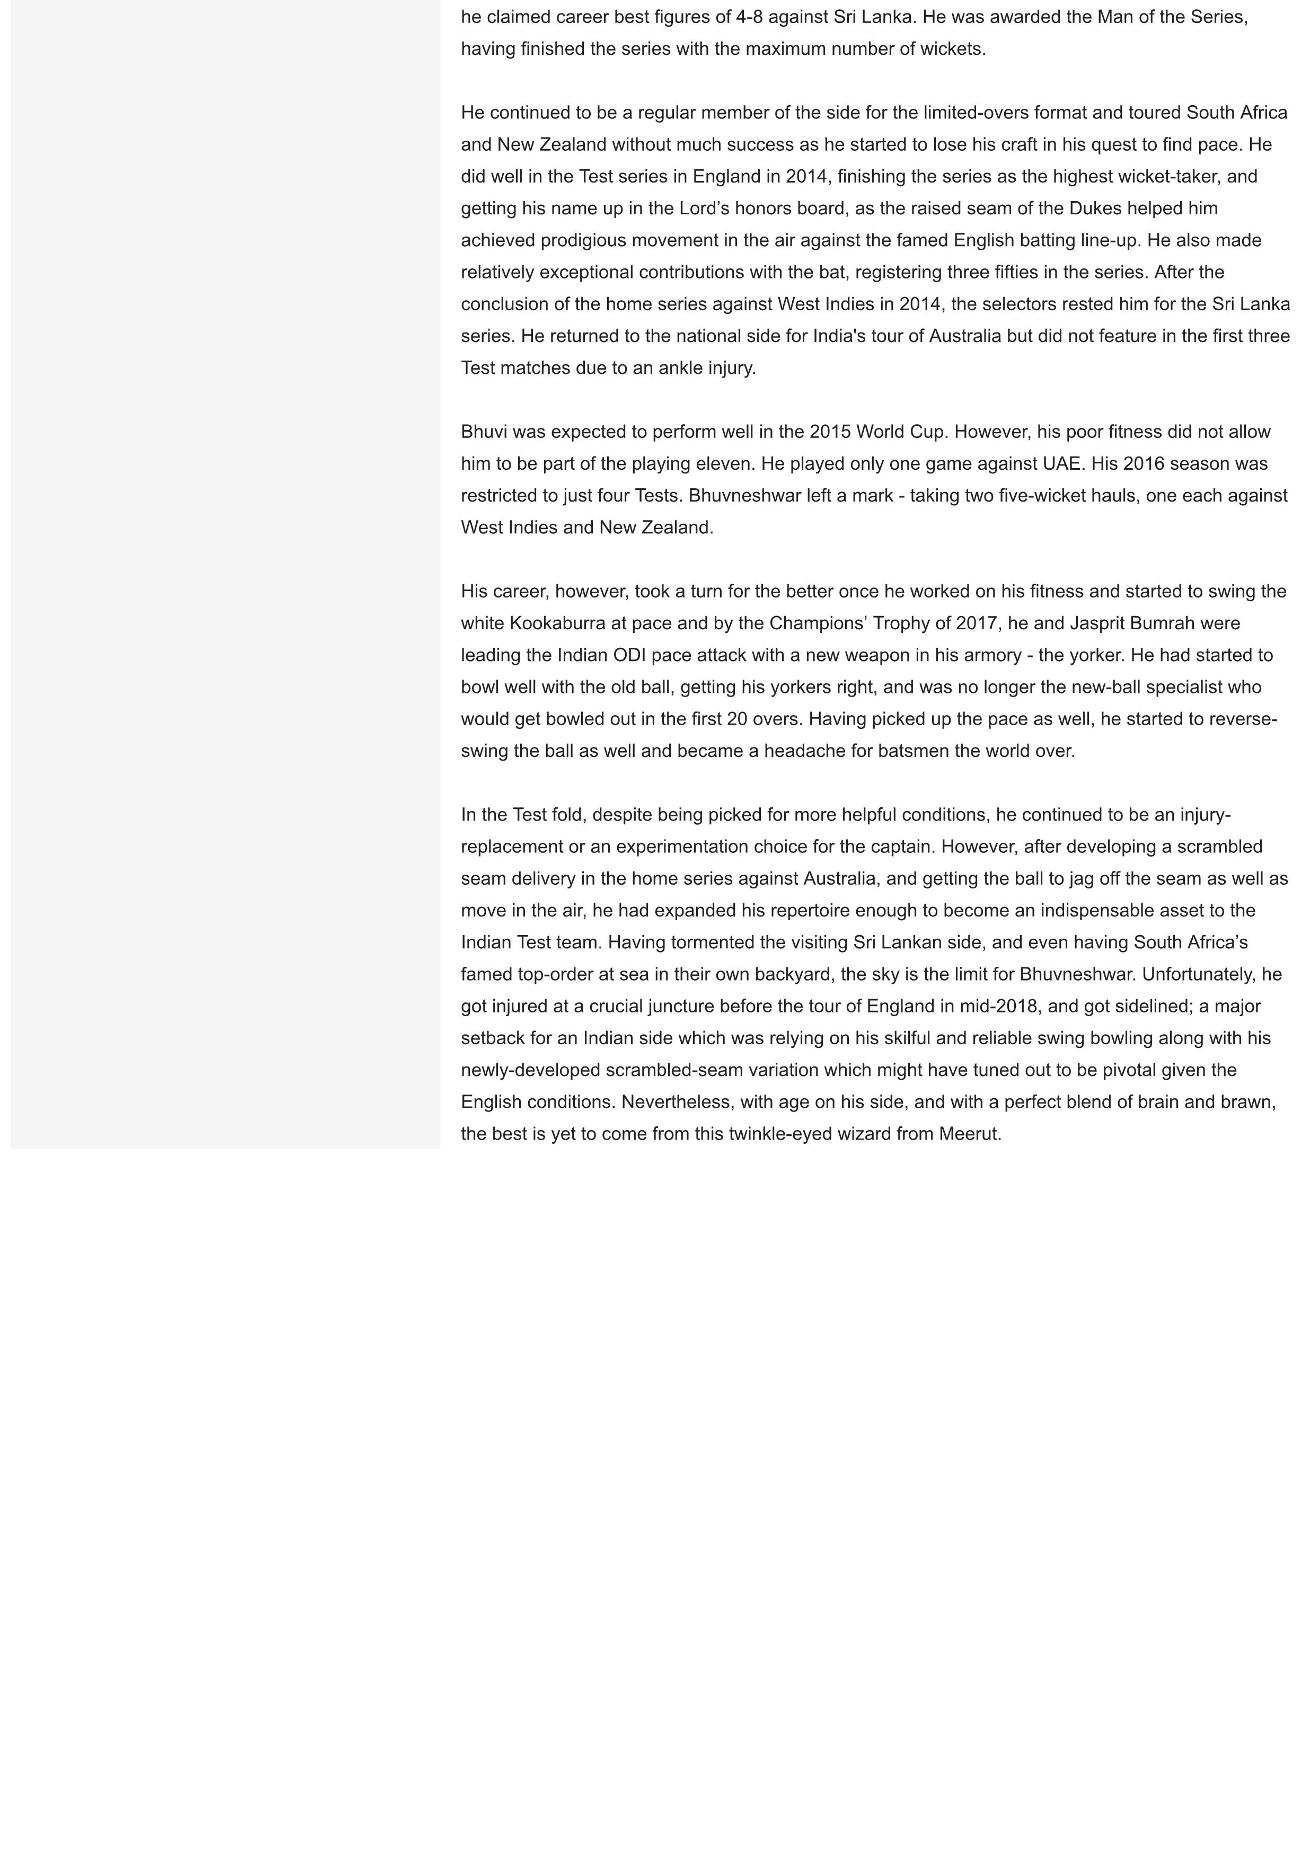 he claimed career best figures of 4-8 against Sri Lanka. He was awarded the Man of the Series,
having finished the series with the maximum number of wickets.
He continued to be a regular member of the side for the limited-overs format and toured South Africa
and New Zealand without much success as he started to lose his craft in his quest to find pace. He
did well in the Test series in England in 2014, finishing the series as the highest wicket-taker, and
getting his name up in the Lord’s honors board, as the raised seam of the Dukes helped him
achieved prodigious movement in the air against the famed English batting line-up. He also made
relatively exceptional contributions with the bat, registering three fifties in the series. After the
conclusion of the home series against West Indies in 2014, the selectors rested him for the Sri Lanka
series. He returned to the national side for India's tour of Australia but did not feature in the first three
Test matches due to an ankle injury.
Bhuvi was expected to perform well in the 2015 World Cup. However, his poor fitness did not allow
him to be part of the playing eleven. He played only one game against UAE. His 2016 season was
restricted to just four Tests. Bhuvneshwar left a mark - taking two five-wicket hauls, one each against
West Indies and New Zealand.
His career, however, took a turn for the better once he worked on his fitness and started to swing the
white Kookaburra at pace and by the Champions’ Trophy of 2017, he and Jasprit Bumrah were
leading the Indian ODI pace attack with a new weapon in his armory - the yorker. He had started to
bowl well with the old ball, getting his yorkers right, and was no longer the new-ball specialist who
would get bowled out in the first 20 overs. Having picked up the pace as well, he started to reverse-
swing the ball as well and became a headache for batsmen the world over.
In the Test fold, despite being picked for more helpful conditions, he continued to be an injury-
replacement or an experimentation choice for the captain. However, after developing a scrambled
seam delivery in the home series against Australia, and getting the ball to jag off the seam as well as
move in the air, he had expanded his repertoire enough to become an indispensable asset to the
Indian Test team. Having tormented the visiting Sri Lankan side, and even having South Africa’s
famed top-order at sea in their own backyard, the sky is the limit for Bhuvneshwar. Unfortunately, he
got injured at a crucial juncture before the tour of England in mid-2018, and got sidelined; a major
setback for an Indian side which was relying on his skilful and reliable swing bowling along with his
newly-developed scrambled-seam variation which might have tuned out to be pivotal given the
English conditions. Nevertheless, with age on his side, and with a perfect blend of brain and brawn,
the best is yet to come from this twinkle-eyed wizard from Meerut.